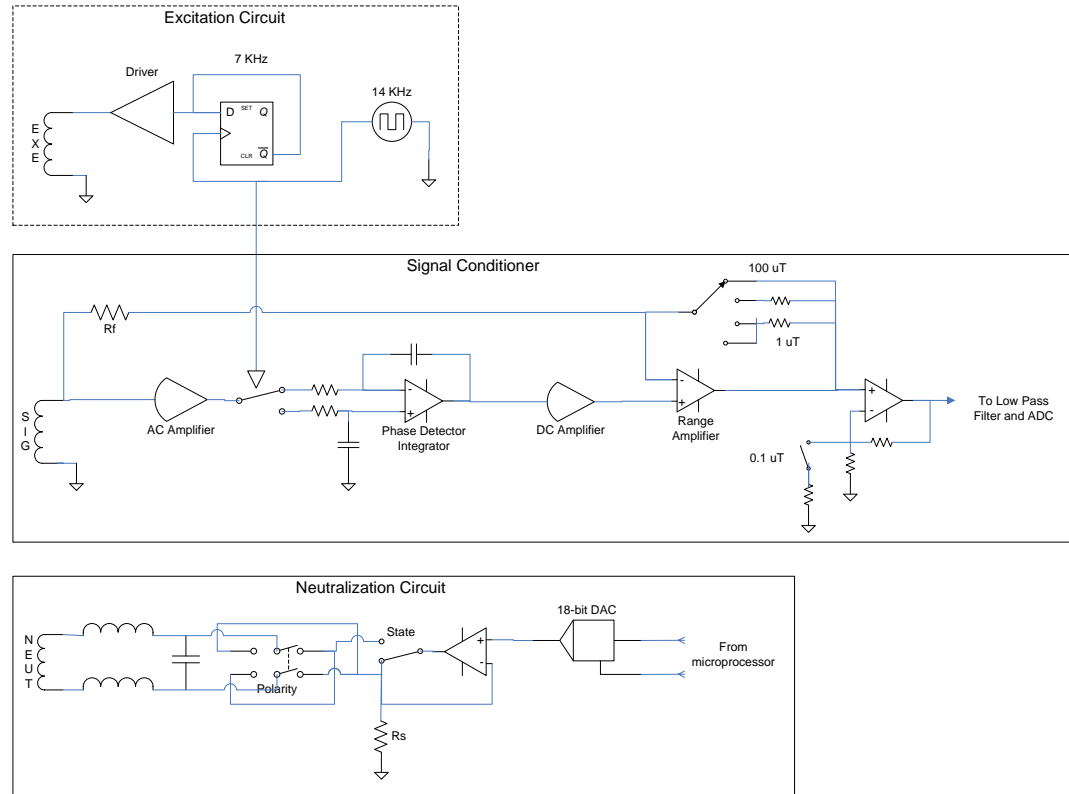 Excitation Circuit
7 KHz
Driver
14 KHz
D SET Q
CLR Q
E
X
E
Signal Conditioner
100 uT
Rf
1 uT
-
+
-
+
+
-
S
I
G
AC Amplifier
Phase Detector
Integrator
DC Amplifier
Range
Amplifier
To Low Pass
Filter and ADC
0.1 uT
Neutralization Circuit
18-bit DAC
N
E
U
T
State
+
-
From
microprocessor
Polarity
Rs